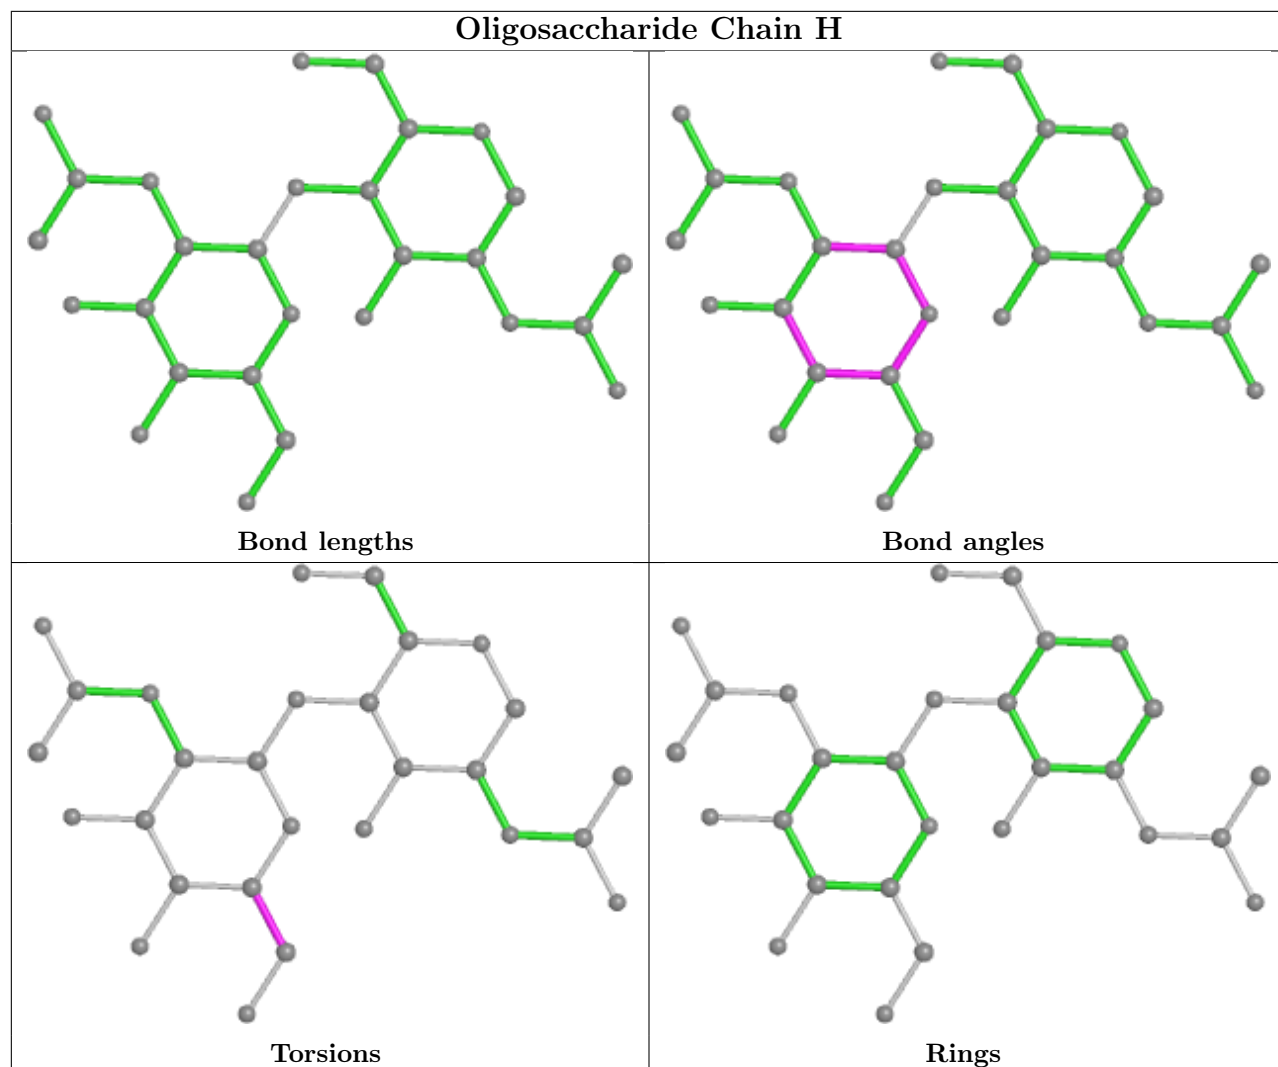 Oligosaccharide Chain H
Bond lengths
Bond angles
Torsions
Rings